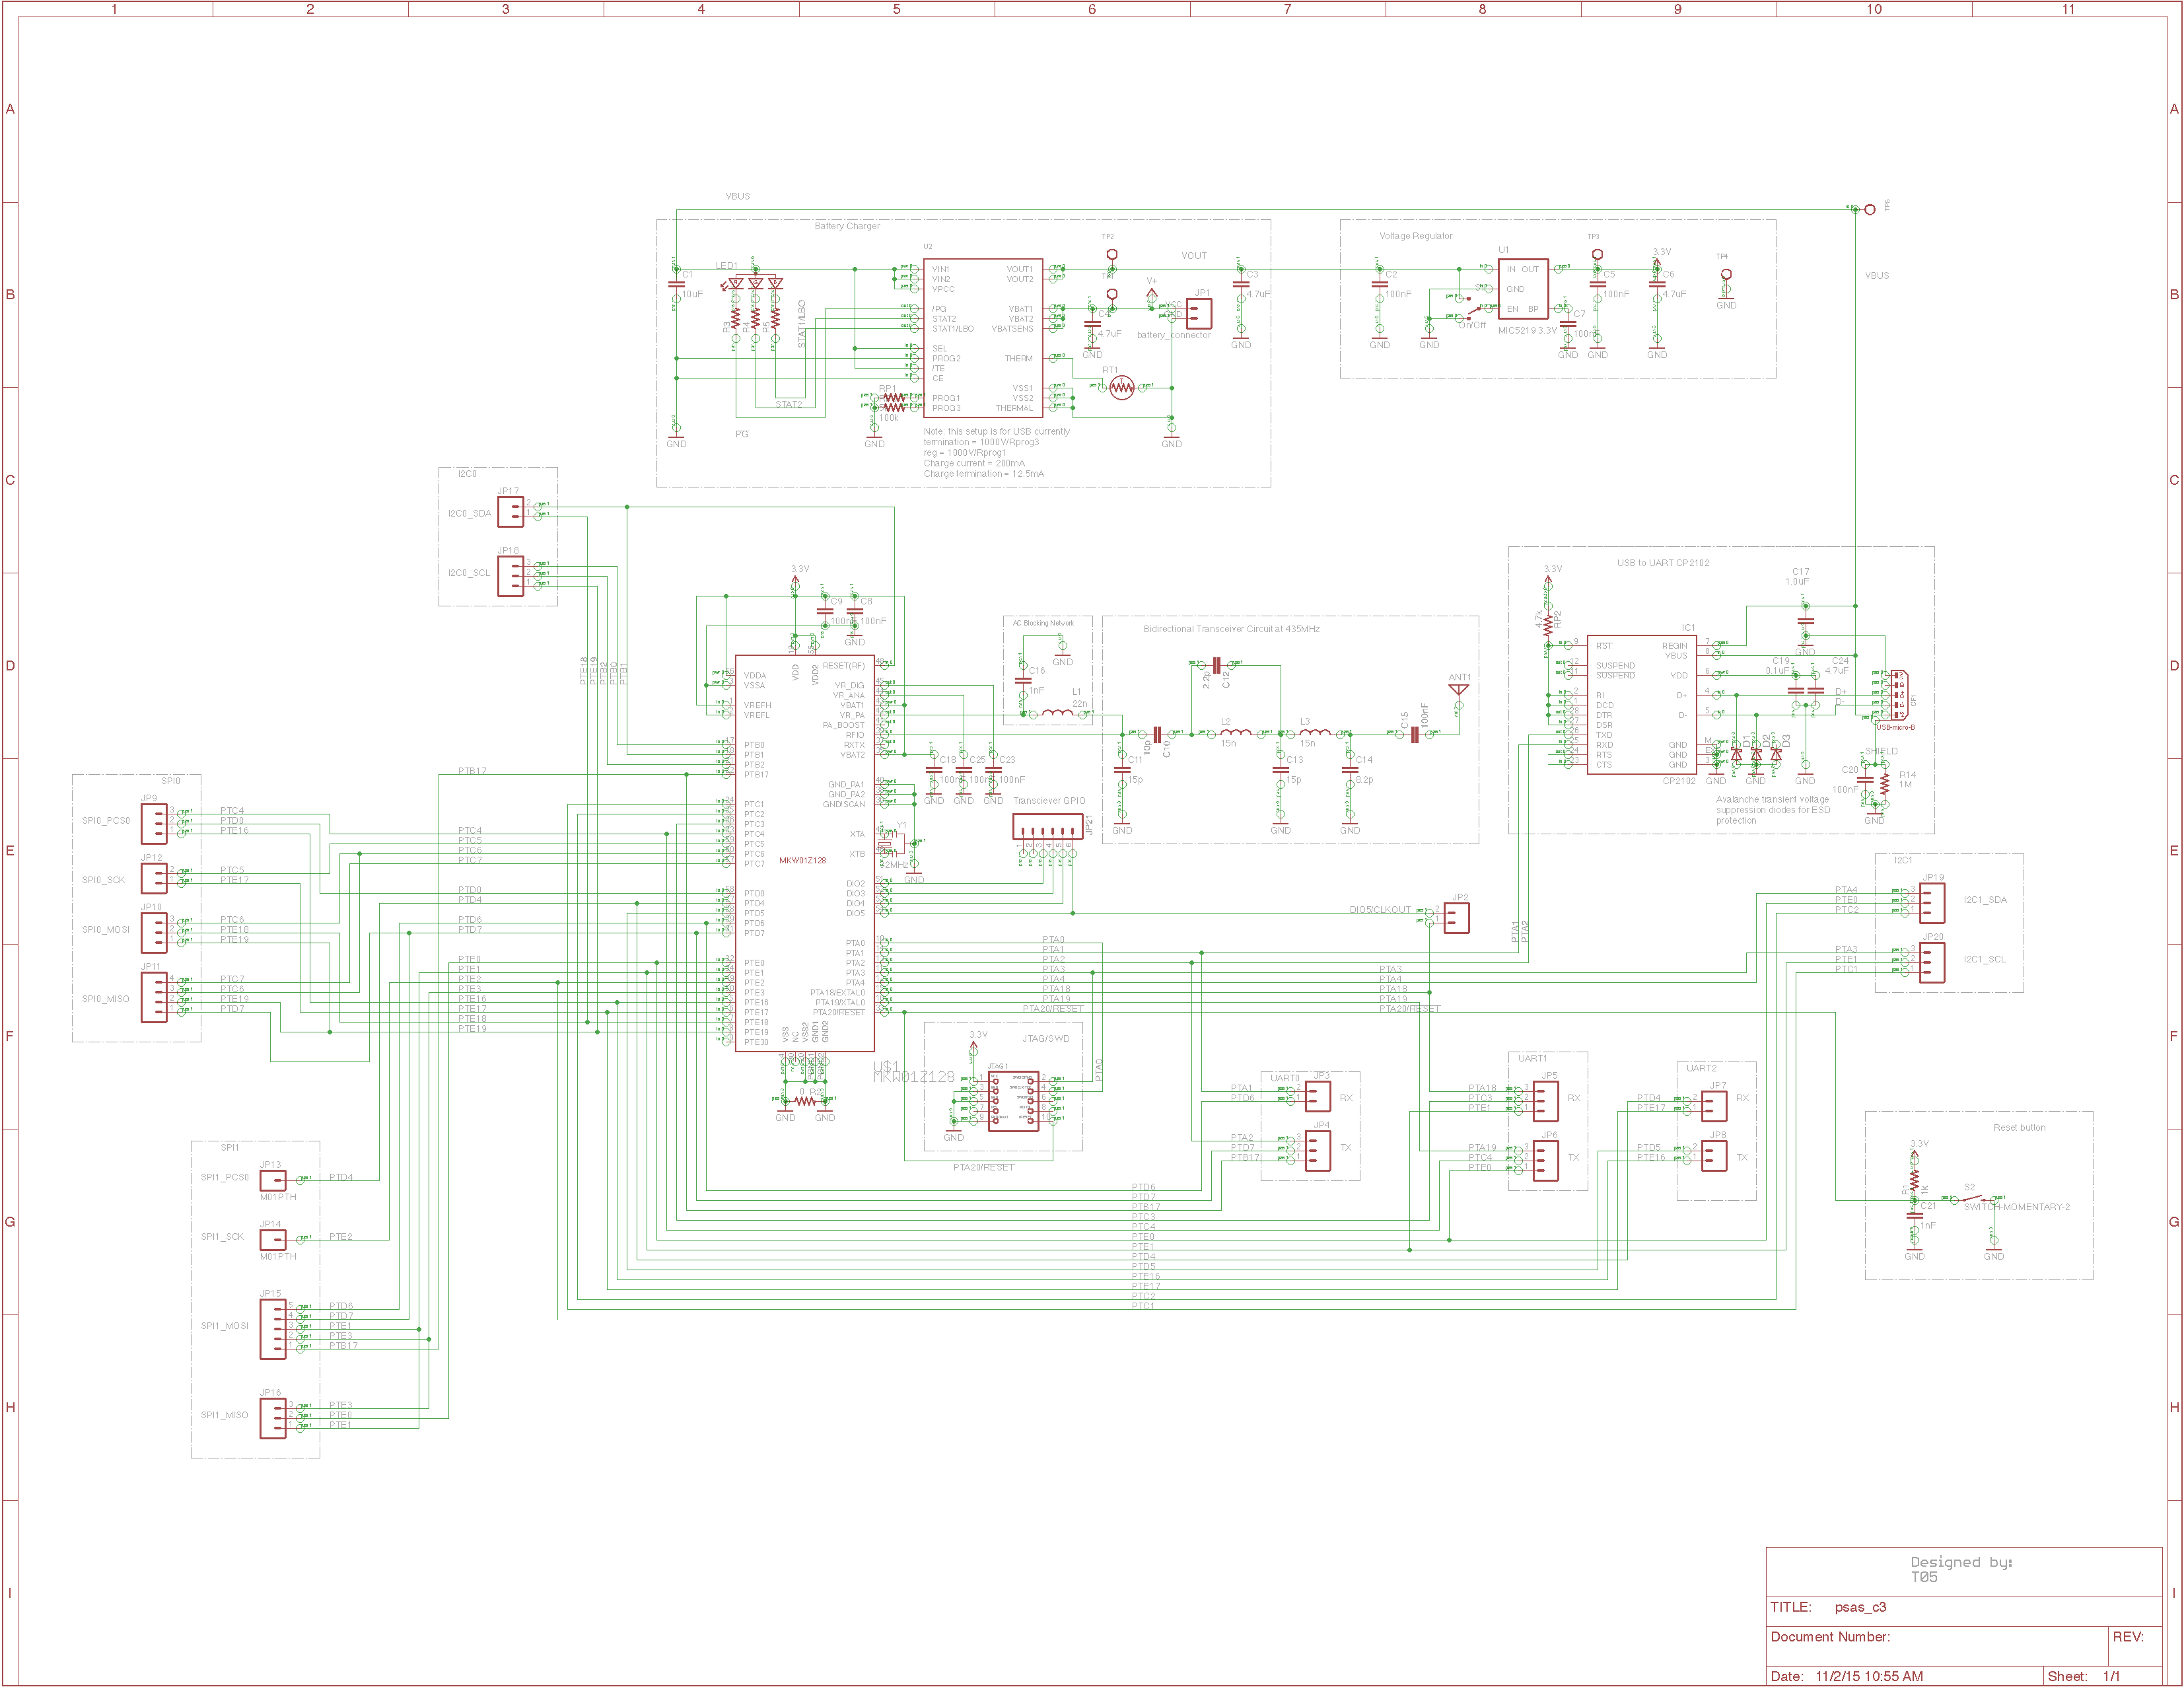 1 2 3 4 5 6 7 8 9 10 11
A A
B B
C C
D D
E E
F F
G G
H H
I I
VBUS
TP5
VBUS
Battery Charger
LED1
C1
10uF
R3
R4
R5
STAT1/LBO
STAT2
PG
GND
U2
VIN1
VIN2
VPCC
/PG
STAT2
STAT1/LBO
SEL
PROG2
/TE
CE
PROG1
PROG3
VOUT1
VOUT2
VBAT1
VBAT2
VBATSENS
THERM
VSS1
VSS2
THERMAL
RP1
100k
GND
TP2
VOUT
V+
JP1
battery_connector
4.7uF
GND
RT1
GND
C3
4.7uF
GND
Note: this setup is for USB currently
termination = 1000V/Rprog3
reg = 1000V/Rprog1
Charge current = 200mA
Charge termination = 12.5mA
Voltage Regulator
C2
100nF
GND
U1
IN OUT
GND
EN BP
MIC5219 3.3V
On/Off
GND
TP3
C5
100nF
GND
C7
100nF
GND
3.3V
C6
4.7uF
GND
TP4
GND
I2C0
JP17
I2C0_SDA
JP18
I2C0_SCL
PTE18
PTE19
PTB2
PTB0
PTB1
3.3V
C9
100nF
C8
100nF
GND
VDD
VDD2
VDDA
VSSA
VREFH
VREFL
PTB0
PTB1
PTB2
PTB17
PTC1
PTC2
PTC3
PTC4
PTC5
PTC6
PTC7
PTD0
PTD4
PTD5
PTD6
PTD7
PTE0
PTE1
PTE2
PTE3
PTE16
PTE17
PTE18
PTE19
PTE30
RESET(RF)
VR_DIG
VR_ANA
VBAT1
VR_PA
PA_BOOST
RFIO
RXTX
VBAT2
GND_PA1
GND_PA2
GND/SCAN
XTA
XTB
DIO2
DIO3
DIO4
DIO5
PTA0
PTA1
PTA2
PTA3
PTA4
PTA18/EXTAL0
PTA19/XTAL0
PTA20/RESET
VSS
NC
VSS2
GND1
GND2
MKW01Z128
MKW01Z128
GND
GND
Y1
GND
C18
100nF
GND
C25
100nF
GND
C23
100nF
GND
AC Blocking Network
GND
C16
1nF
L1
22n
Bidirectional Transceiver Circuit at 435MHz
2.2p
C12
10p
C10
C11
15p
GND
L2
15n
C13
15p
GND
L3
15n
C14
8.2p
GND
C15
100nF
ANT1
Transciever GPIO
JP21
DIO5/CLKOUT
JP2
USB to UART CP2102
3.3V
4.7k
RP2
IC1
RST
SUSPEND
SUSPEND
RI
DCD
DTR
DSR
TXD
RXD
RTS
CTS
REGIN
VBUS
VDD
D+
D-
GND
GND
GND
CP2102
C17
1.0uF
GND
C19
0.1uF
C24
4.7uF
D+
D-
D1
D2
D3
GND
GND
GND
CF1
USB-micro-B
SHIELD
C20
100nF
R14
1M
GND
Avalanche transient voltage
suppression diodes for ESD
protection.
SPI0
JP9
SPI0_PCS0
PTC4
PTD0
PTE16
JP12
SPI0_SCK
PTC5
PTE17
JP10
SPI0_MOSI
PTC6
PTE18
PTE19
JP11
SPI0_MISO
PTC7
PTC6
PTE19
PTD7
PTB17
PTC4
PTC5
PTC6
PTC7
PTD0
PTD4
PTD6
PTD7
PTE0
PTE1
PTE2
PTE3
PTE16
PTE17
PTE18
PTE19
PTA0
PTA1
PTA2
PTA3
PTA4
PTA18
PTA19
PTA20/RESET
PTA3
PTA4
PTA18
PTA19
PTA20/RESET
PTA1
PTA2
I2C1
JP19
PTA4
PTE0
PTC2
I2C1_SDA
JP20
PTA3
PTE1
PTC1
I2C1_SCL
JTAG/SWD
3.3V
JTAG1
GND
PTA0
PTA20/RESET
UART0
JP3
PTA1
PTD6
RX
JP4
PTA2
PTD7
PTB17
TX
UART1
JP5
PTA18
PTC3
PTE1
RX
JP6
PTA19
PTC4
PTE0
TX
UART2
JP7
PTD4
PTE17
RX
JP8
PTD5
PTE16
TX
PTD6
PTD7
PTB17
PTC3
PTC4
PTE0
PTE1
PTD4
PTD5
PTE16
PTE17
PTC2
PTC1
Reset button
3.3V
R1
1K
C21
1nF
GND
S2
SWITCH-MOMENTARY-2
GND
SPI1
JP13
SPI1_PCS0
PTD4
M01PTH
JP14
SPI1_SCK
PTE2
M01PTH
JP15
SPI1_MOSI
PTD6
PTD7
PTE1
PTE3
PTB17
JP16
SPI1_MISO
PTE3
PTE0
PTE1
Designed by:
T05
TITLE: psas_c3
Document Number:
REV:
Date: 11/2/15 10:55 AM
Sheet: 1/1